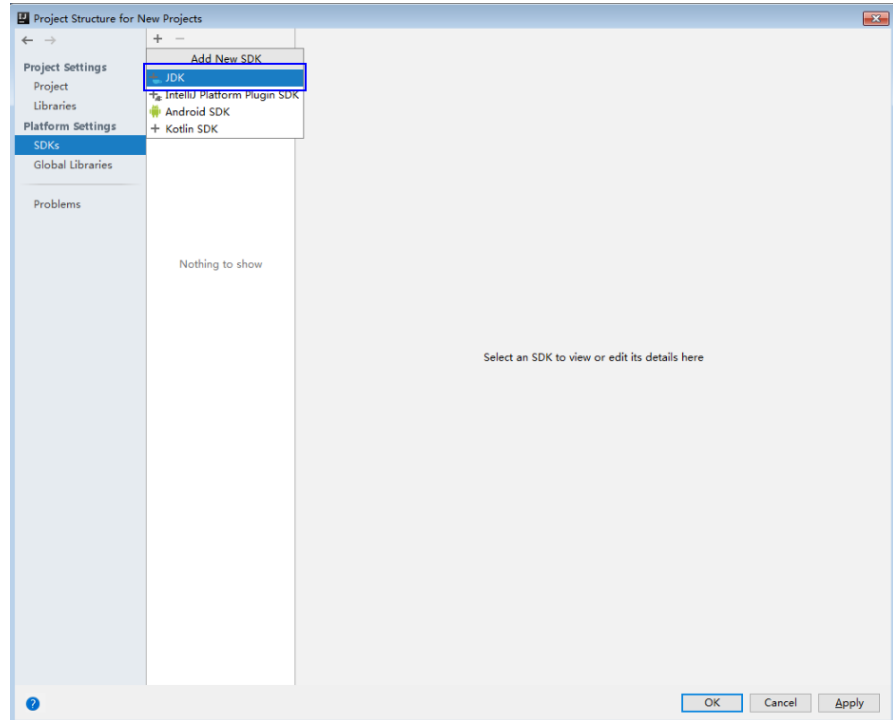 Project Structure for New Projects
Project Settings
Project
Libraries
Platform Settings
SDKs
Global Libraries
Problems
Add New SDK
JDK
IntelliJ Platform Plugin SDK
Android SDK
Kotlin SDK
Nothing to show
Select an SDK to view or edit its details here
?
OK
Cancel
Apply